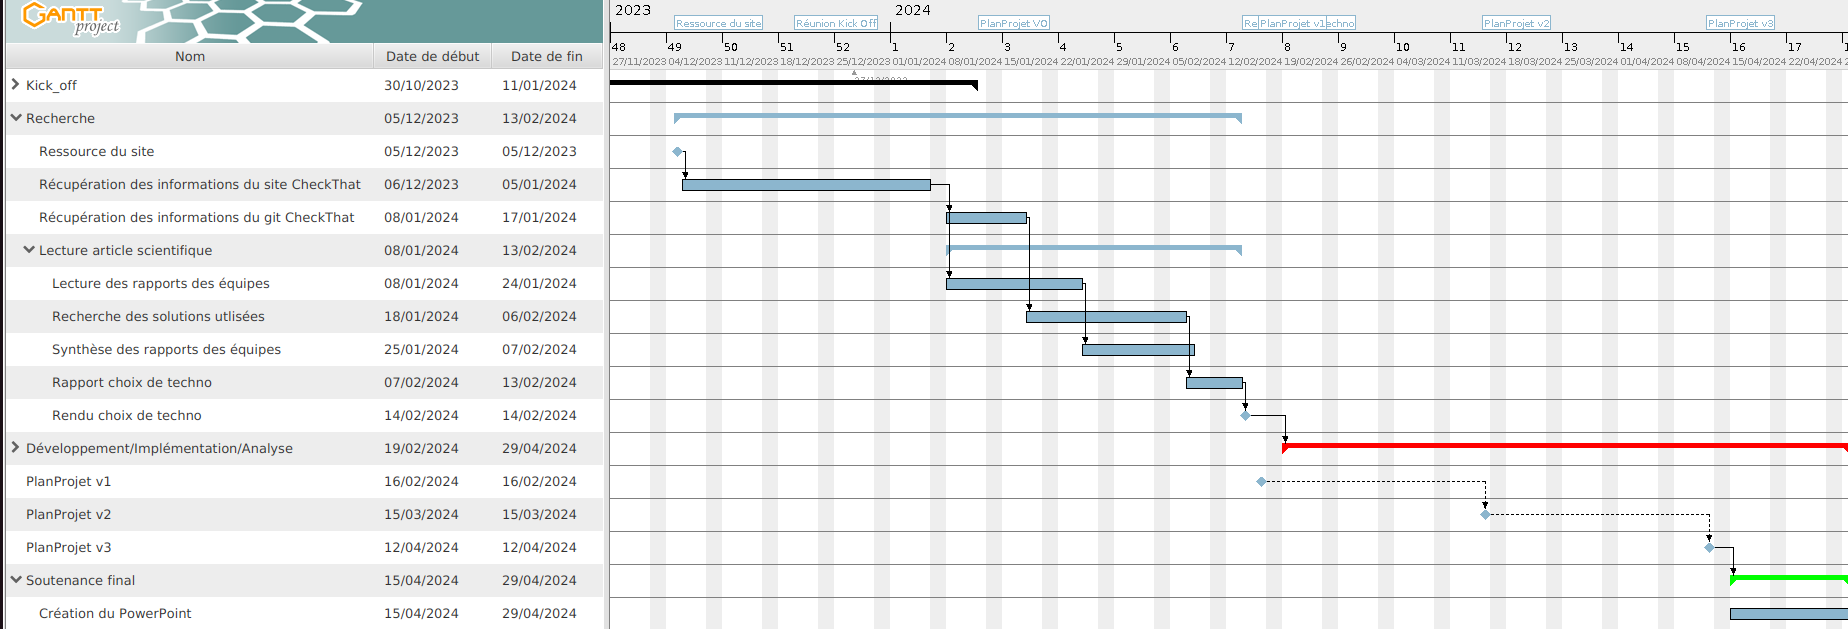 GANTT
project
2023
2024
Ressource du site
Réunion Kick Off
PlanProjet V0
Re
PlanProjet v1
echno
PlanProjet v2
PlanProjet v3
48 49 50 51 52 1 2 3 4 5 6 7 8 9 10 11 12 13 14 15 16 17
27/11/2023 04/12/2023 11/12/2023 18/12/2023 25/12/2023 01/01/2024 08/01/2024 15/01/2024 22/01/2024 29/01/2024 05/02/2024 12/02/2024 19/02/2024 26/02/2024 04/03/2024 11/03/2024 18/03/2024 25/03/2024 01/04/2024 08/04/2024 15/04/2024 22/04/2024
Nom Date de début Date de fin
Kick_off 30/10/2023 11/01/2024
Recherche 05/12/2023 13/02/2024
Ressource du site 05/12/2023 05/12/2023
Récupération des informations du site CheckThat 06/12/2023 05/01/2024
Récupération des informations du git CheckThat 08/01/2024 17/01/2024
Lecture article scientifique 08/01/2024 13/02/2024
Lecture des rapports des équipes 08/01/2024 24/01/2024
Recherche des solutions utlisées 18/01/2024 06/02/2024
Synthèse des rapports des équipes 25/01/2024 07/02/2024
Rapport choix de techno 07/02/2024 13/02/2024
Rendu choix de techno 14/02/2024 14/02/2024
Développement/Implémentation/Analyse 19/02/2024 29/04/2024
PlanProjet v1 16/02/2024 16/02/2024
PlanProjet v2 15/03/2024 15/03/2024
PlanProjet v3 12/04/2024 12/04/2024
Soutenance final 15/04/2024 29/04/2024
Création du PowerPoint 15/04/2024 29/04/2024